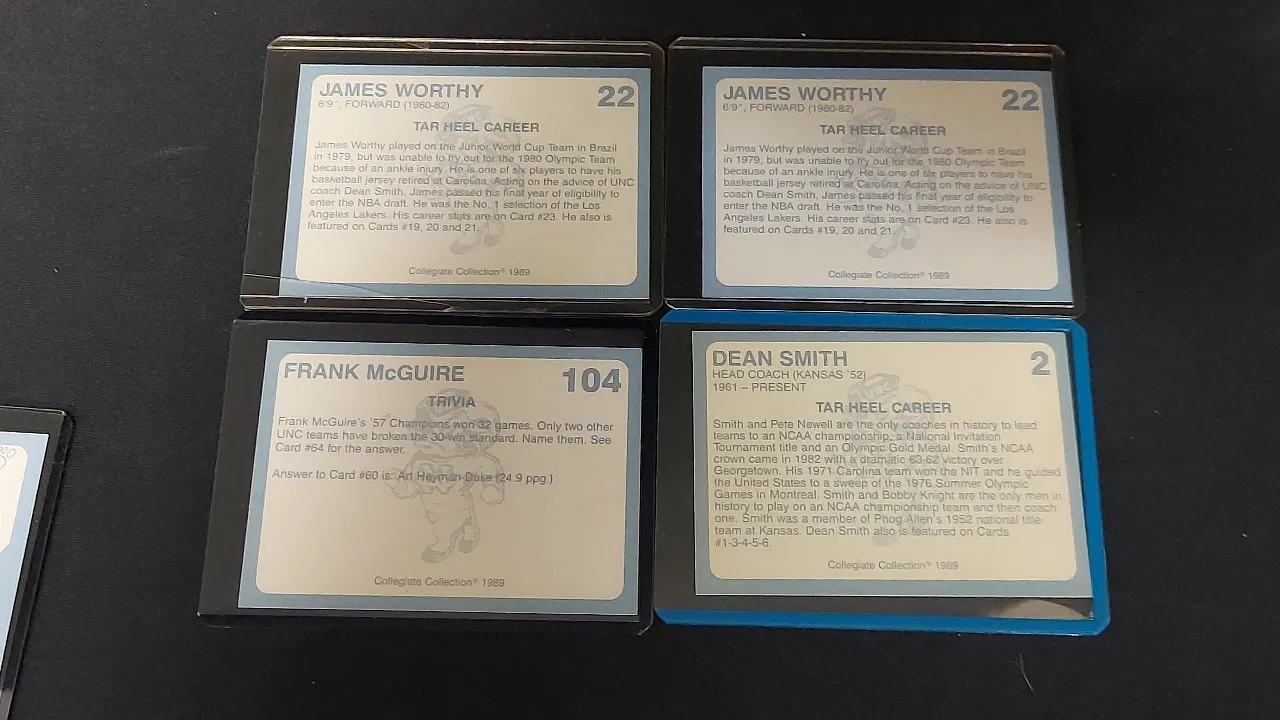 JAMES WORTHY
22
6'9", FORWARD (1980-82)
TAR HEEL CAREER
James Worthy played on the Junior World Cup Team in Brazil
in 1979, but was unable to try out for the 1980 Olympic Team
because of an ankle injury. He is one of six players to have his
basketball jersey retired at Carolina. Acting on the advice of UNC
coach Dean Smith, James passed his final year of eligibility to
enter the NBA draft. He was the No. 1 selection of the Los
Angeles Lakers. His career stats are on Card #23. He also is
featured on Cards #19, 20 and 21.
Collegiate Collection® 1989
JAMES WORTHY
22
6'9", FORWARD (1980-82)
TAR HEEL CAREER
James Worthy played on the Junior World Cup Team in Brazil
in 1979, but was unable to try out for the 1980 Olympic Team
because of an ankle injury. He is one of six players to have his
basketball jersey retired at Carolina. Acting on the advice of UNC
coach Dean Smith, James passed his final year of eligibility to
enter the NBA draft. He was the No. 1 selection of the Los
Angeles Lakers. His career stats are on Card #23. He also is
featured on Cards #19, 20 and 21.
Collegiate Collection® 1989
FRANK McGUIRE
104
TRIVIA
Frank McGuire's '57 Champions won 32 games. Only two other
UNC teams have broken the 30-win standard. Name them. See
Card #64 for the answer.
Answer to Card #60 is: Art Heyman-Duke (24.9 ppg.)
Collegiate Collection® 1989
DEAN SMITH
2
HEAD COACH (KANSAS '52)
1961 – PRESENT
TAR HEEL CAREER
Smith and Pete Newell are the only coaches in history to lead
teams to an NCAA championship, a National Invitation
Tournament title and an Olympic Gold Medal. Smith's NCAA
crown came in 1982 with a dramatic 63-62 victory over
Georgetown. His 1971 Carolina team won the NIT and he guided
the United States to a sweep of the 1976 Summer Olympic
Games in Montreal. Smith and Bobby Knight are the only men in
history to play on an NCAA championship team and then coach
one. Smith was a member of Phog Allen's 1952 national title
team at Kansas. Dean Smith also is featured on Cards
#1-3-4-5-6.
Collegiate Collection® 1989